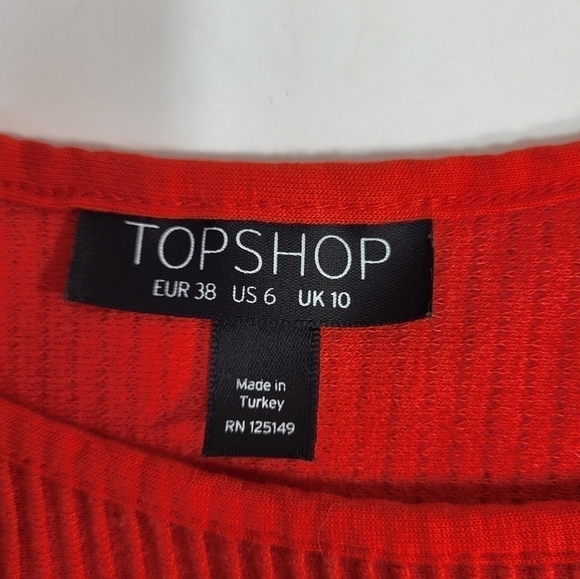 TOPSHOP
EUR 38 US 6 UK 10
Made in
Turkey
RN 125149